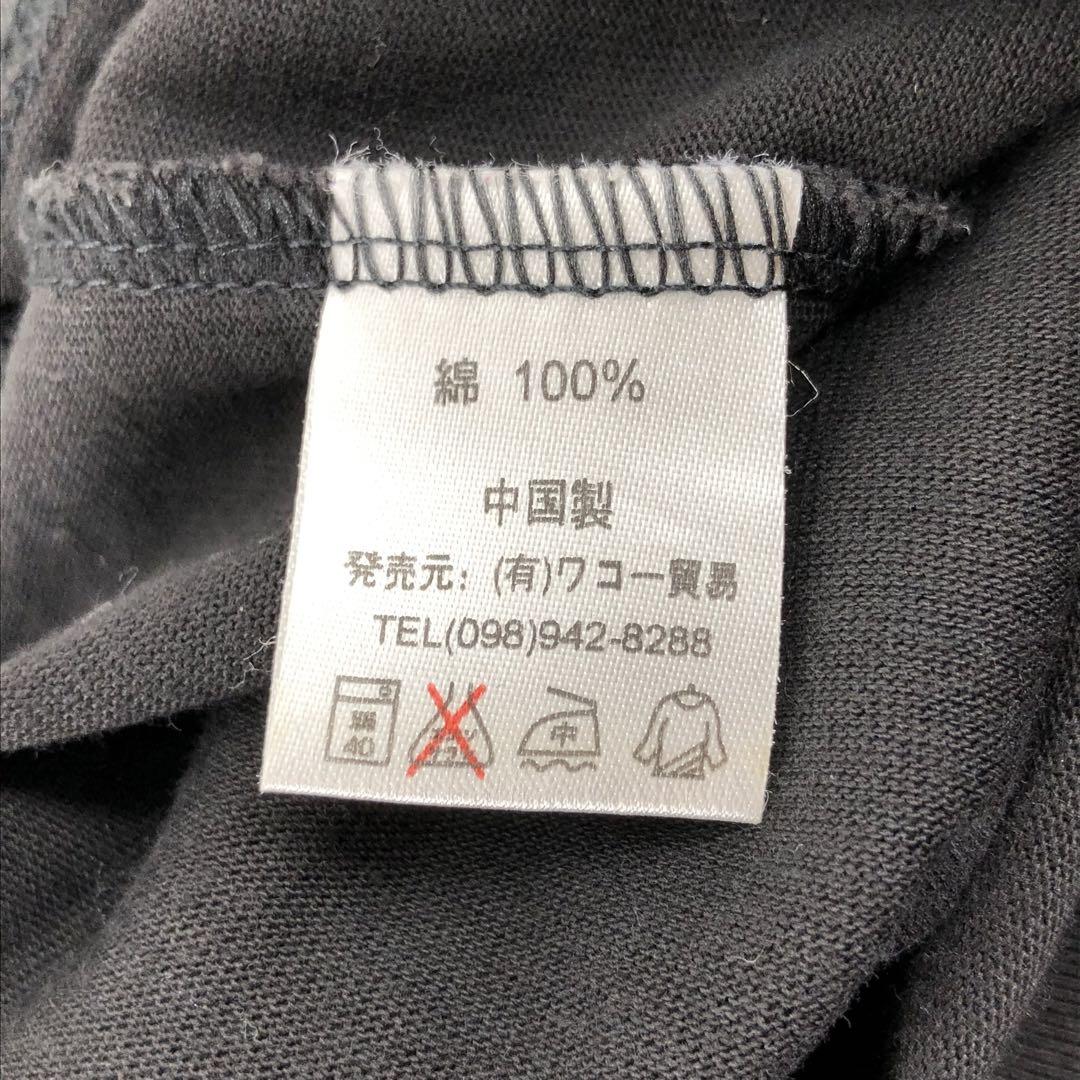 綿 100%
中国製
発売元: (有)ワコー貿易
TEL(098)942-8288
40 中